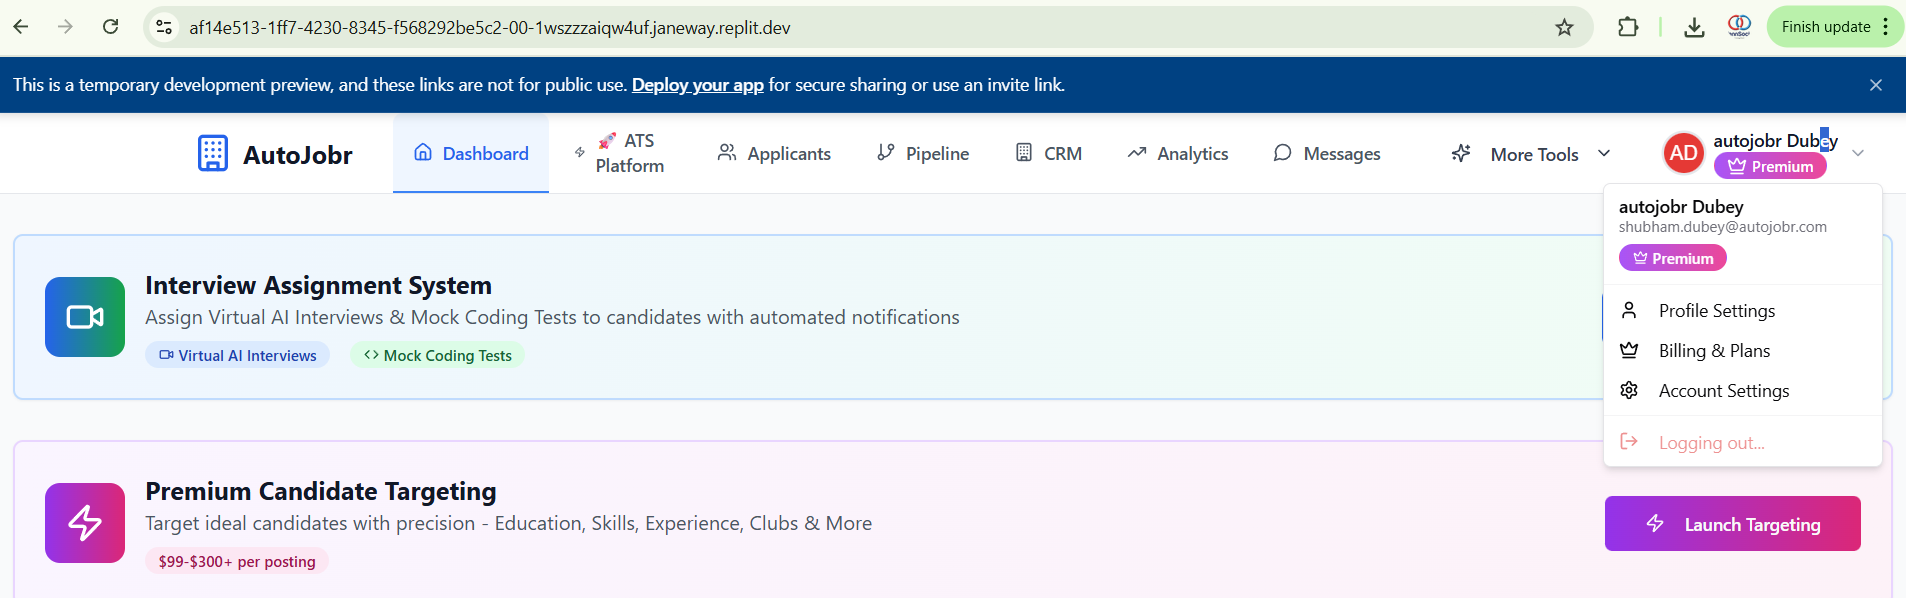 af14e513-1ff7-4230-8345-f568292be5c2-00-1wszzzaiqw4uf.janeway.replit.dev
Finish update
This is a temporary development preview, and these links are not for public use. Deploy your app for secure sharing or use an invite link.
AutoJobr
Dashboard
🚀 ATS
Platform
Applicants
Pipeline
CRM
Analytics
Messages
More Tools
AD
autojobr Dubey
Premium
autojobr Dubey
shubham.dubey@autojobr.com
Premium
Profile Settings
Billing & Plans
Account Settings
Logging out...
Interview Assignment System
Assign Virtual AI Interviews & Mock Coding Tests to candidates with automated notifications
Virtual AI Interviews
Mock Coding Tests
Premium Candidate Targeting
Target ideal candidates with precision - Education, Skills, Experience, Clubs & More
$99-$300+ per posting
Launch Targeting